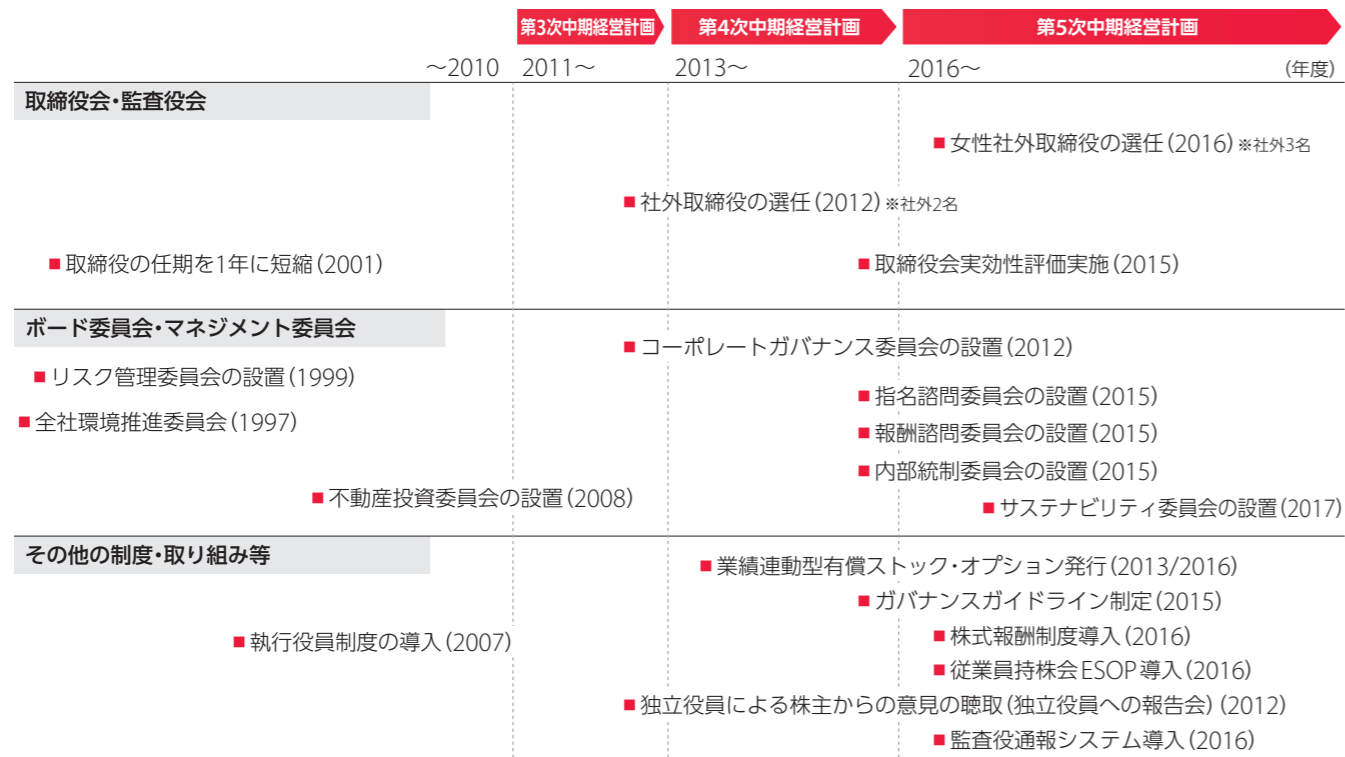 第3次中期経営計画 第4次中期経営計画 第5次中期経営計画
～2010 2011～ 2013～ 2016～ (年度)
取締役会・監査役会
■女性社外取締役の選任(2016)※社外3名
■社外取締役の選任(2012)※社外2名
■取締役の任期を1年に短縮(2001) ■取締役会実効性評価実施(2015)
ボード委員会・マネジメント委員会
■コーポレートガバナンス委員会の設置(2012)
■リスク管理委員会の設置(1999)
■指名諮問委員会の設置(2015)
■全社環境推進委員会(1997)
■報酬諮問委員会の設置(2015)
■内部統制委員会の設置(2015)
■不動産投資委員会の設置(2008)
■サステナビリティ委員会の設置(2017)
その他の制度・取り組み等
■業績連動型有償ストック・オプション発行(2013/2016)
■ガバナンスガイドライン制定(2015)
■執行役員制度の導入(2007) ■株式報酬制度導入(2016)
■従業員持株会ESOP導入(2016)
■独立役員による株主からの意見の聴取(独立役員への報告会)(2012)
■監査役通報システム導入(2016)